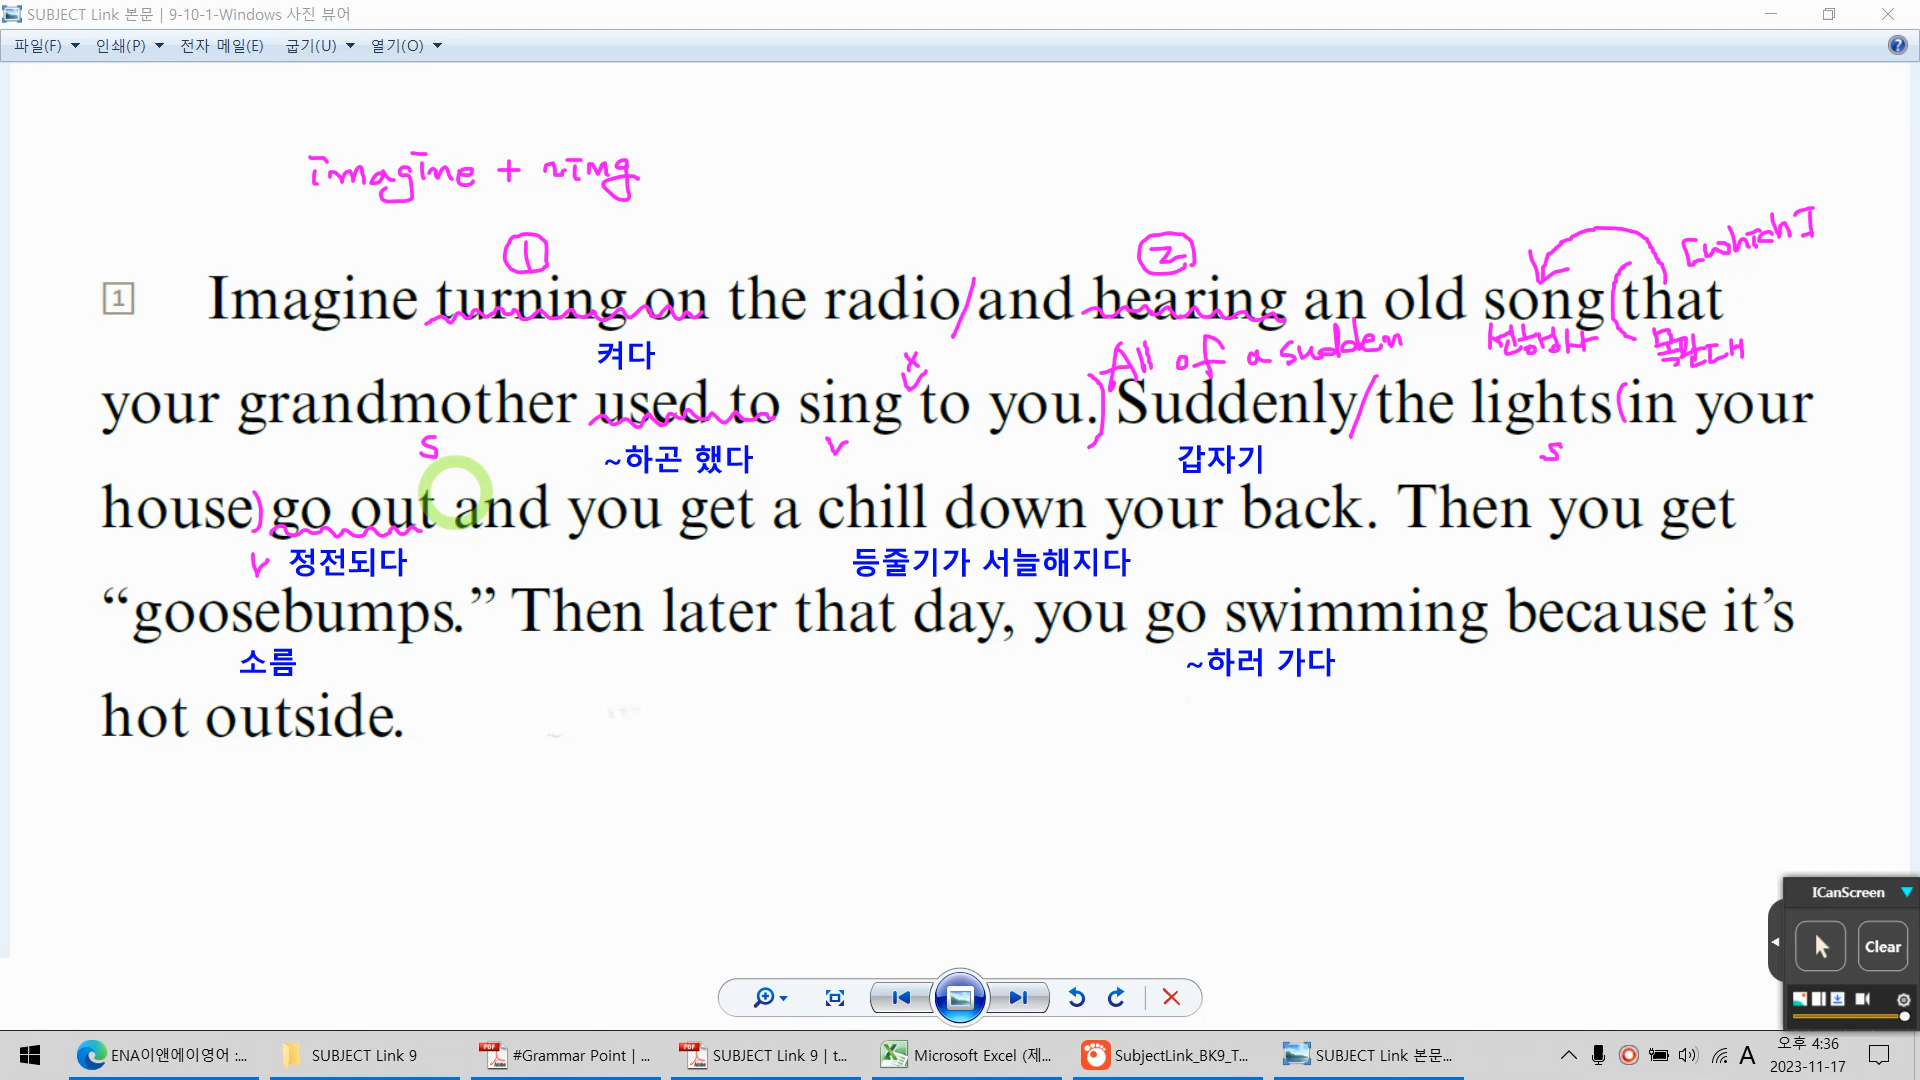 SUBJECT Link 본문 | 9-10-1-Windows 사진 뷰어
파일(F) 인쇄(P) 전자 메일(E) 굽기(U) 열기(O)
imagine + ~ing
① ② [which]
1 Imagine turning on the radio/and hearing an old song (that
켜다 All of a sudden 선행사 목관대
x
your grandmother used to sing to you.) Suddenly/the lights (in your
s ~하곤 했다 v 갑자기 s
house) go out and you get a chill down your back. Then you get
v 정전되다 등줄기가 서늘해지다
“goosebumps.” Then later that day, you go swimming because it’s
소름 ~하러 가다
hot outside.
ICanScreen
Clear
ENA이앤에이영어 :... SUBJECT Link 9 #Grammar Point | ... SUBJECT Link 9 | t... Microsoft Excel (제... SubjectLink_BK9_T... SUBJECT Link 본문... A 오후 4:36
2023-11-17